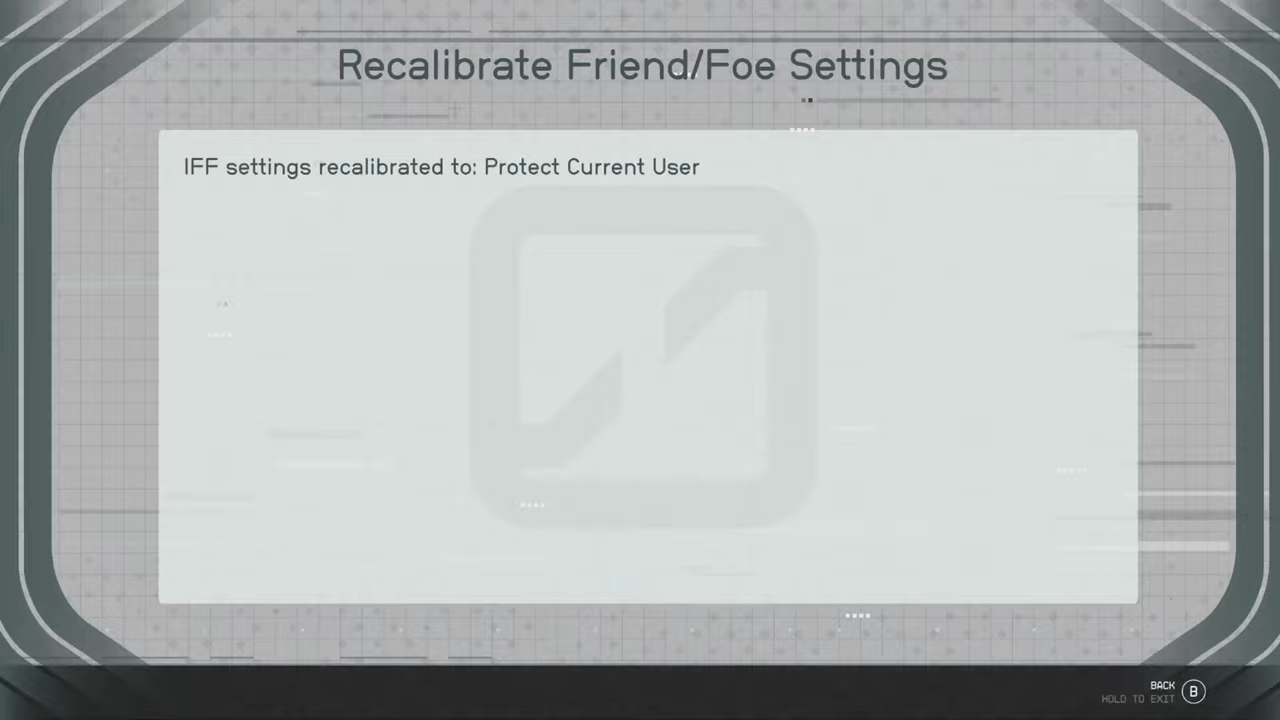 Recalibrate Friend/Foe Settings
IFF settings recalibrated to: Protect Current User
BACK
HOLD TO EXIT
B